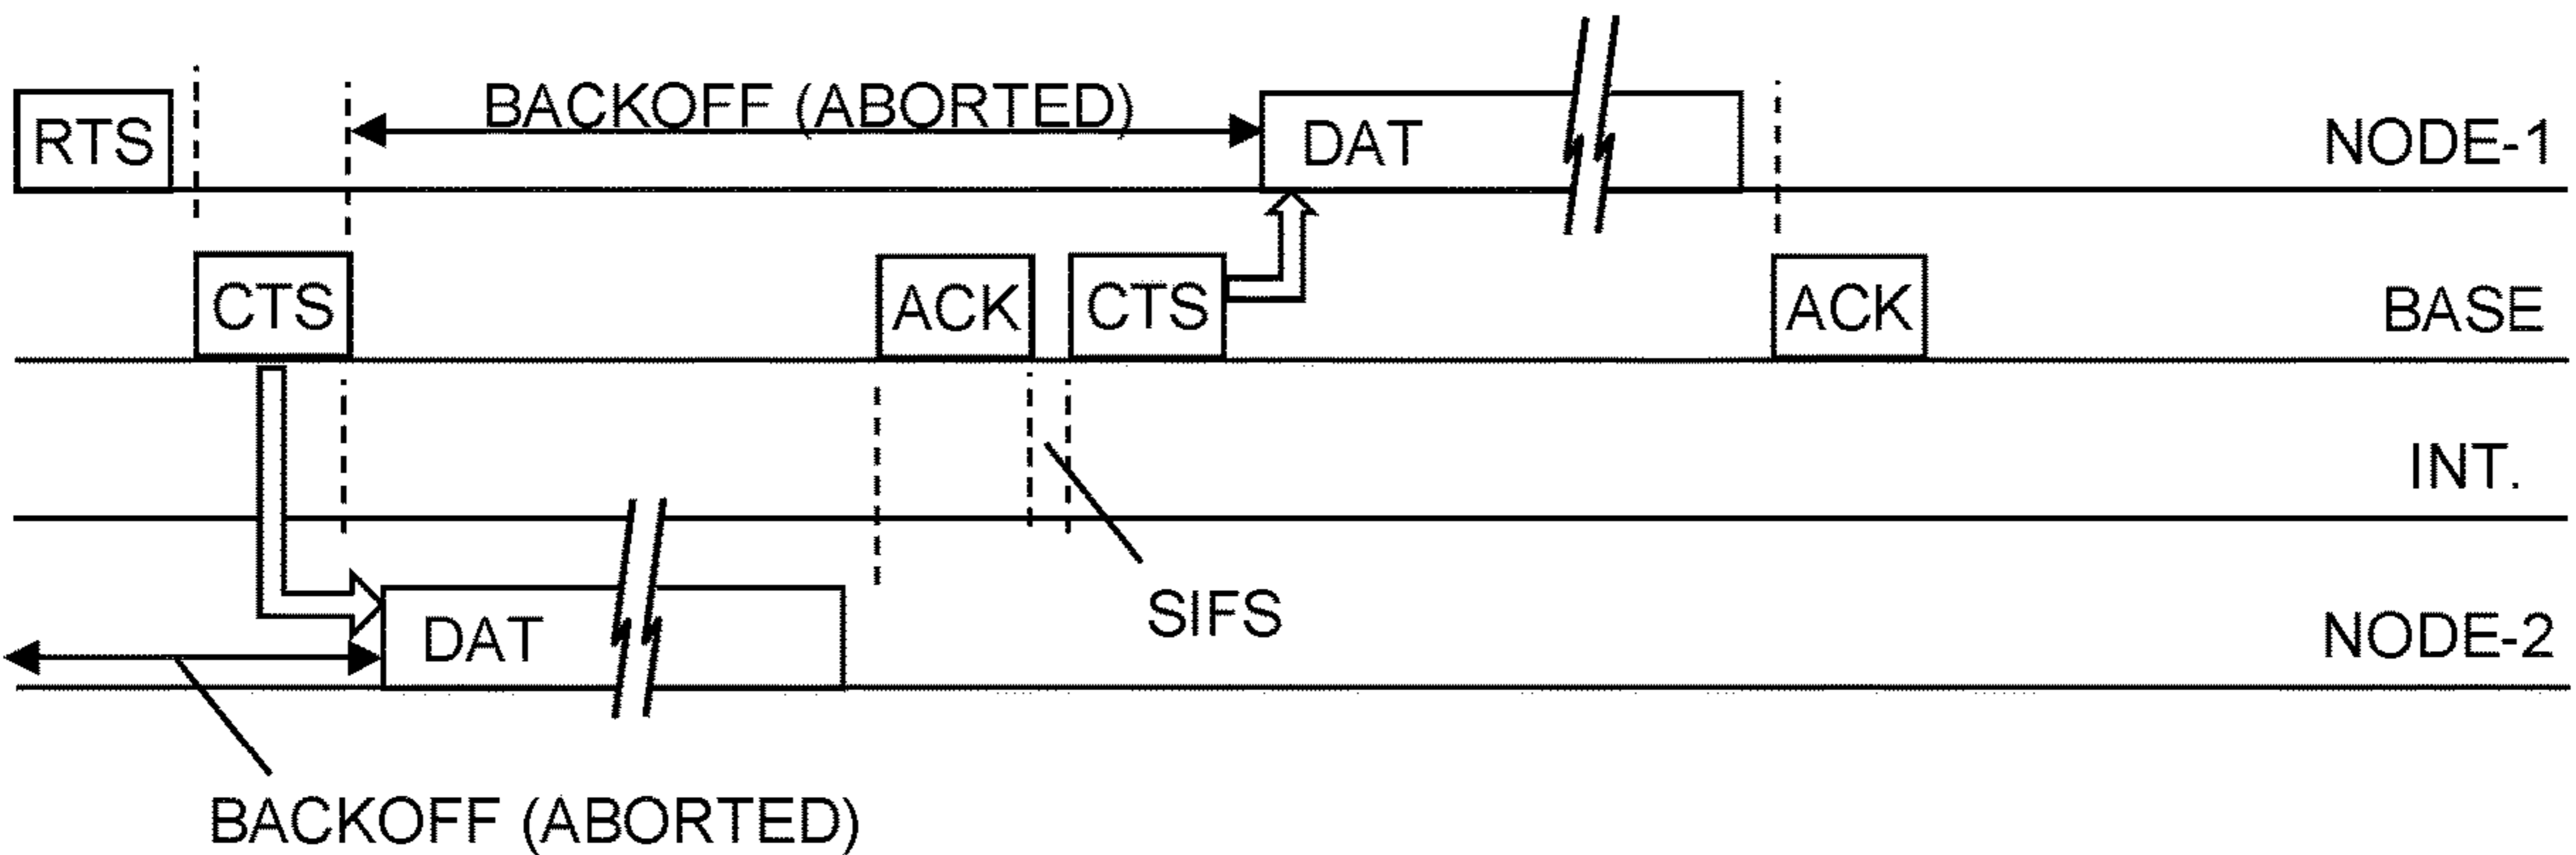 BACKOFF (ABORTED)
RTS
DAT
NODE-1
CTS
ACK
CTS
ACK
BASE
INT.
SIFS
DAT
NODE-2
BACKOFF (ABORTED)